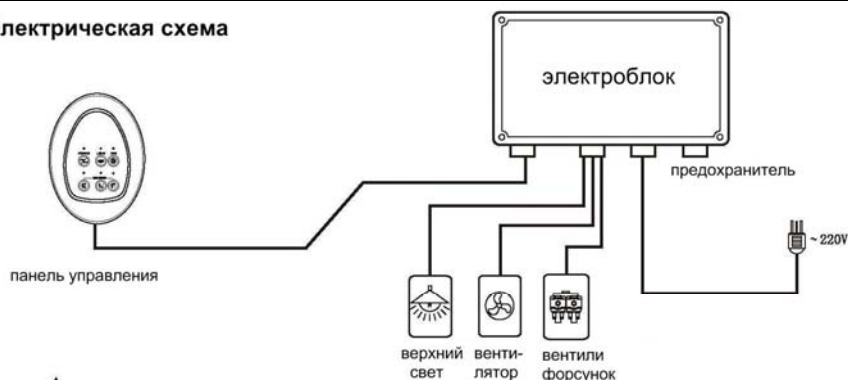 лектрическая схема
электроблок
предохранитель
~ 220V
панель управления
верхний
свет
венти-
лятор
вентили
форсунок